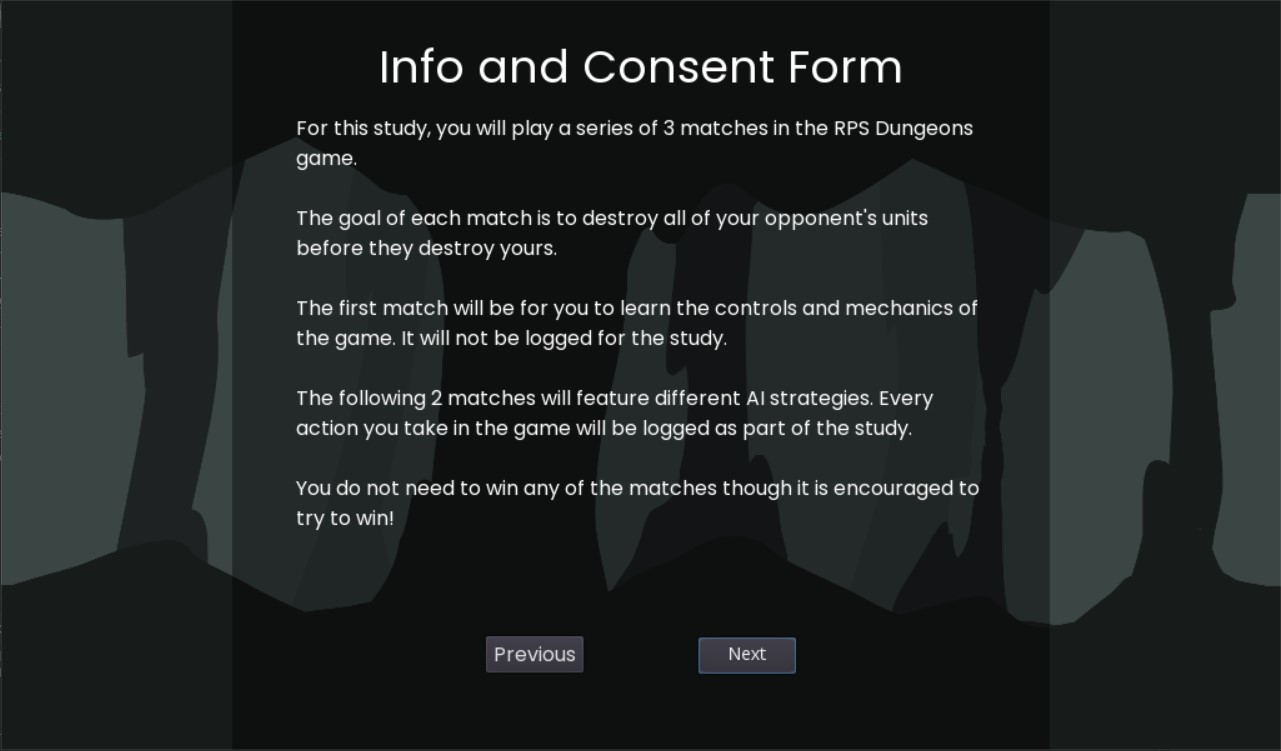 Info and Consent Form
For this study, you will play a series of 3 matches in the RPS Dungeons
game.
The goal of each match is to destroy all of your opponent's units
before they destroy yours.
The first match will be for you to learn the controls and mechanics of
the game. It will not be logged for the study.
The following 2 matches will feature different AI strategies. Every
action you take in the game will be logged as part of the study.
You do not need to win any of the matches though it is encouraged to
try to win!
Previous
Next